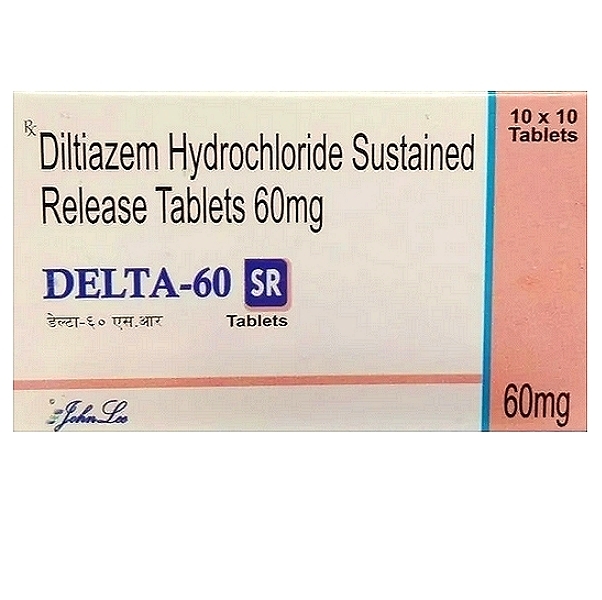 Rx
Diltiazem Hydrochloride Sustained
Release Tablets 60mg
10 x 10
Tablets
DELTA-60 SR
डेल्टा-६० एस.आर
Tablets
John Lee
60mg